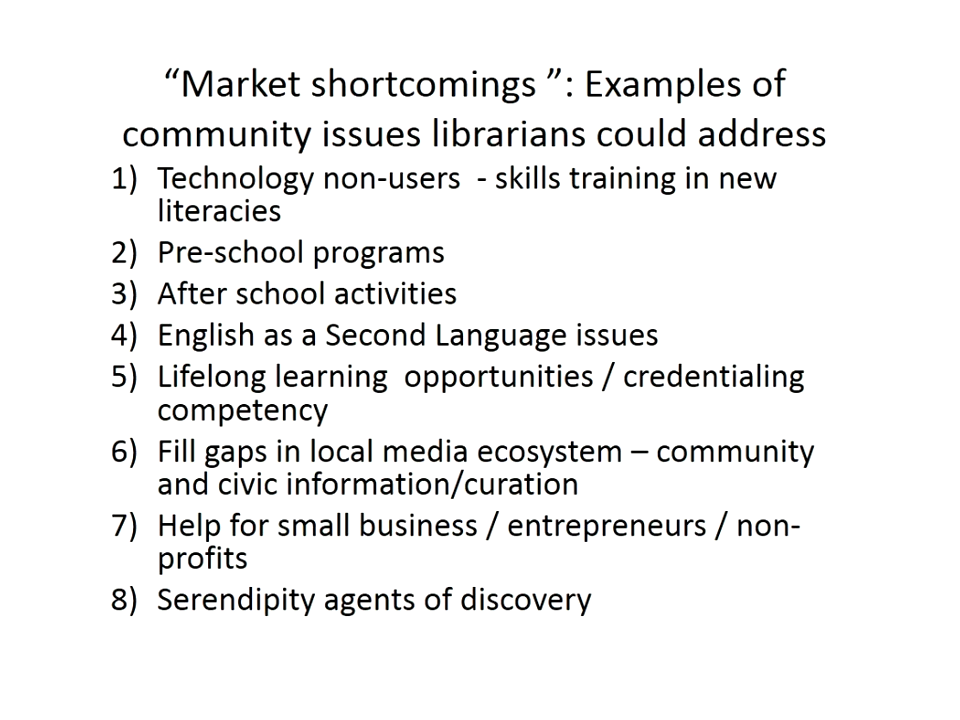 “Market shortcomings ”: Examples of
community issues librarians could address
1) Technology non-users  - skills training in new
literacies
2) Pre-school programs
3) After school activities
4) English as a Second Language issues
5) Lifelong learning  opportunities / credentialing
competency
6) Fill gaps in local media ecosystem – community
and civic information/curation
7) Help for small business / entrepreneurs / non-
profits
8) Serendipity agents of discovery